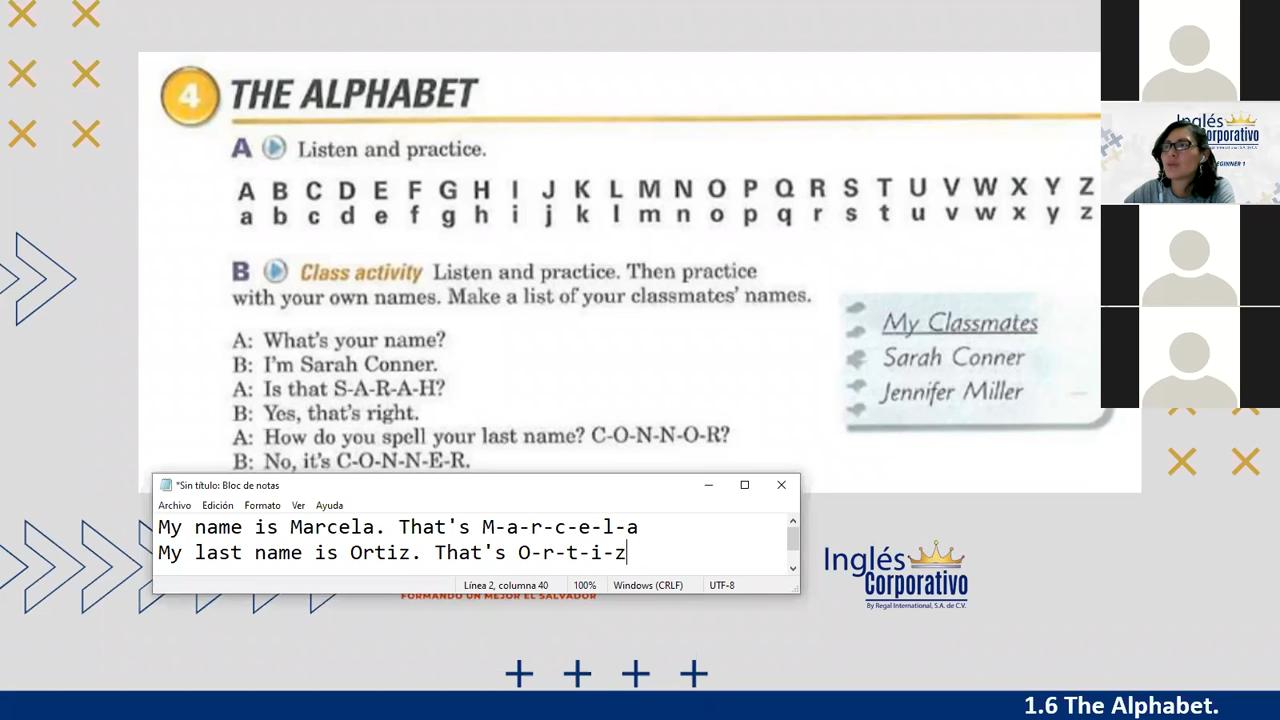 4 THE ALPHABET
A Listen and practice.
A B C D E F G H I J K L M N O P Q R S T U V W X Y Z
a b c d e f g h i j k l m n o p q r s t u v w x y z
B Class activity Listen and practice. Then practice
with your own names. Make a list of your classmates' names.
A: What's your name?
B: I'm Sarah Conner.
A: Is that S-A-R-A-H?
B: Yes, that's right.
A: How do you spell your last name? C-O-N-N-O-R?
B: No, it's C-O-N-N-E-R.
My Classmates
Sarah Conner
Jennifer Miller
Inglés
Corporativo
BEGINNER 1
*Sin título: Bloc de notas
Archivo Edición Formato Ver Ayuda
My name is Marcela. That's M-a-r-c-e-l-a
My last name is Ortiz. That's O-r-t-i-z
Línea 2, columna 40 100% Windows (CRLF) UTF-8
FORMANDO UN MEJOR EL SALVADOR
Inglés
Corporativo
By Regal International, S.A. de C.V.
1.6 The Alphabet.